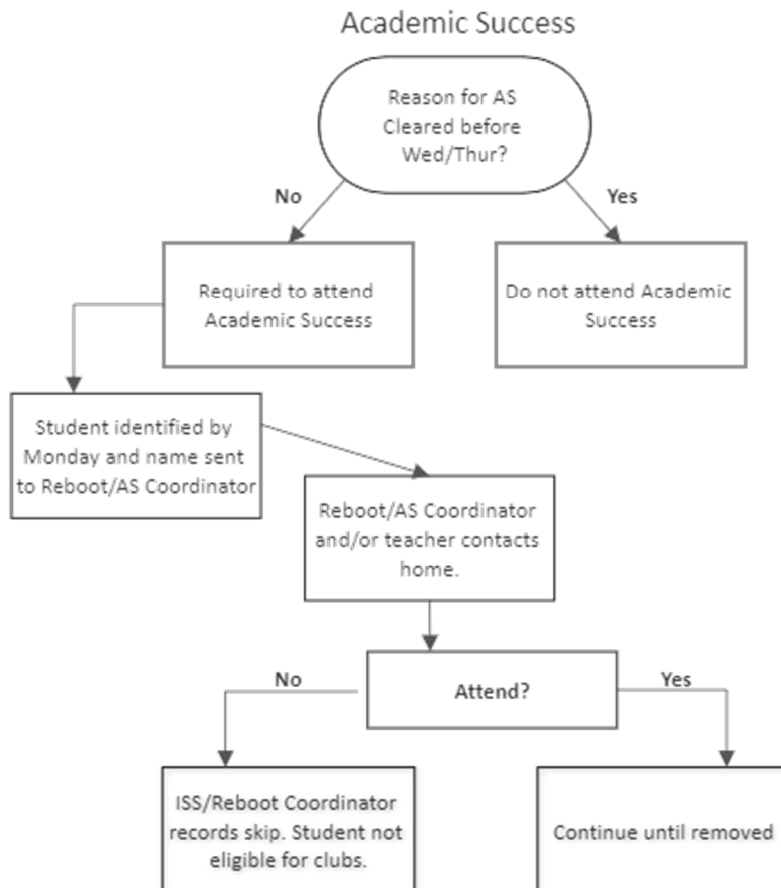 Academic Success
Reason for AS
Cleared before
Wed/Thur?
No
Yes
Required to attend
Academic Success
Do not attend Academic
Success
Student identified by
Monday and name sent
to Reboot/AS Coordinator
Reboot/AS Coordinator
and/or teacher contacts
home.
Attend?
No
Yes
ISS/Reboot Coordinator
records skip. Student not
eligible for clubs.
Continue until removed